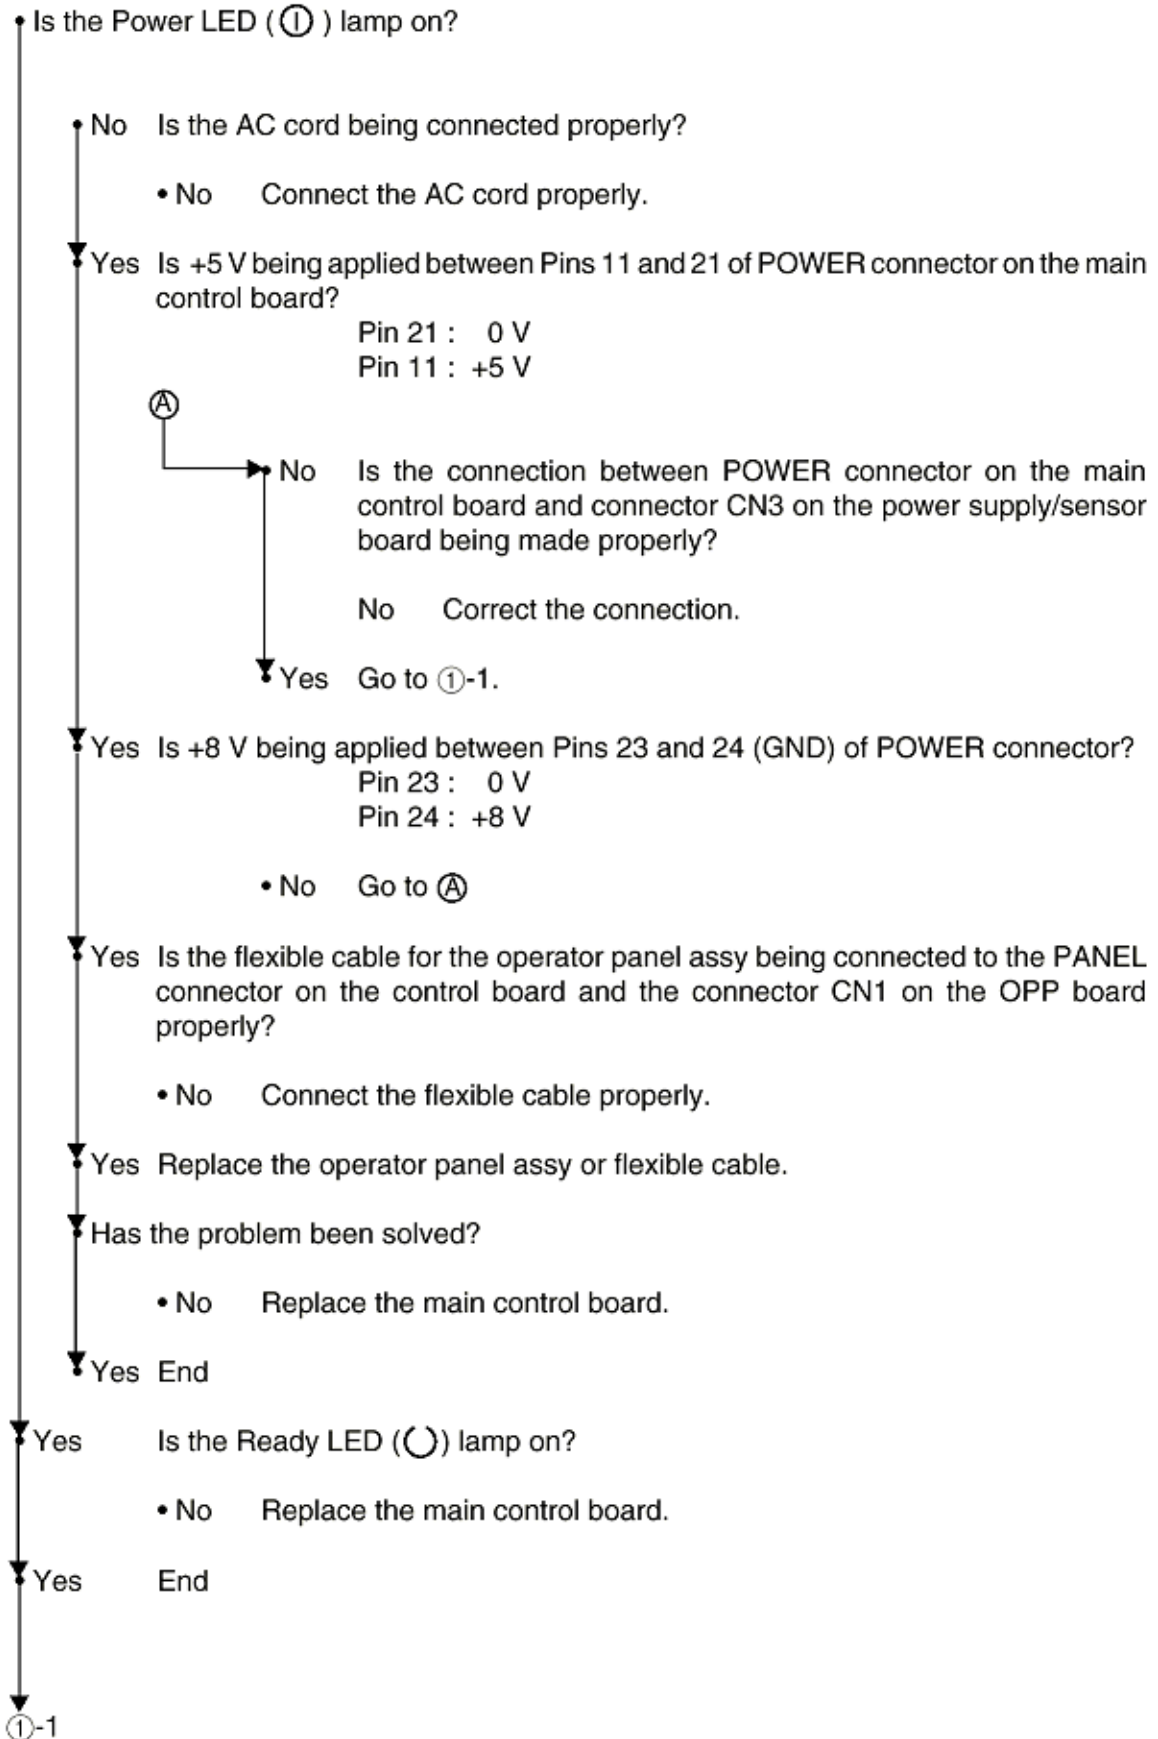 • Is the Power LED ( ) lamp on?
• No Is the AC cord being connected properly?
• No Connect the AC cord properly.
Yes Is +5 V being applied between Pins 11 and 21 of POWER connector on the main
control board?
Pin 21 : 0 V
Pin 11 : +5 V
Ⓐ
• No Is the connection between POWER connector on the main
control board and connector CN3 on the power supply/sensor
board being made properly?
No Correct the connection.
• Yes Go to ①-1.
Yes Is +8 V being applied between Pins 23 and 24 (GND) of POWER connector?
Pin 23 : 0 V
Pin 24 : +8 V
• No Go to Ⓐ
Yes Is the flexible cable for the operator panel assy being connected to the PANEL
connector on the control board and the connector CN1 on the OPP board
properly?
• No Connect the flexible cable properly.
Yes Replace the operator panel assy or flexible cable.
Has the problem been solved?
• No Replace the main control board.
Yes End
Yes Is the Ready LED ( ) lamp on?
• No Replace the main control board.
Yes End
①-1